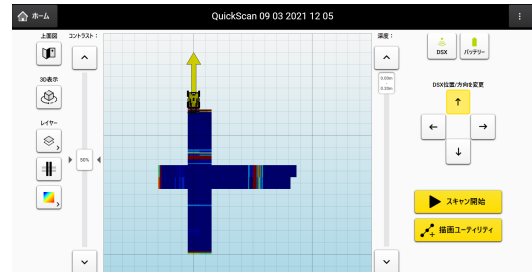 ホーム
QuickScan 09 03 2021 12 05
上面図
コントラスト：
深度：
DSX
バッテリー
3D表示
0.00m
0.20m
DSX位置/方向を変更
レイヤー
50%
スキャン開始
描画ユーティリティ